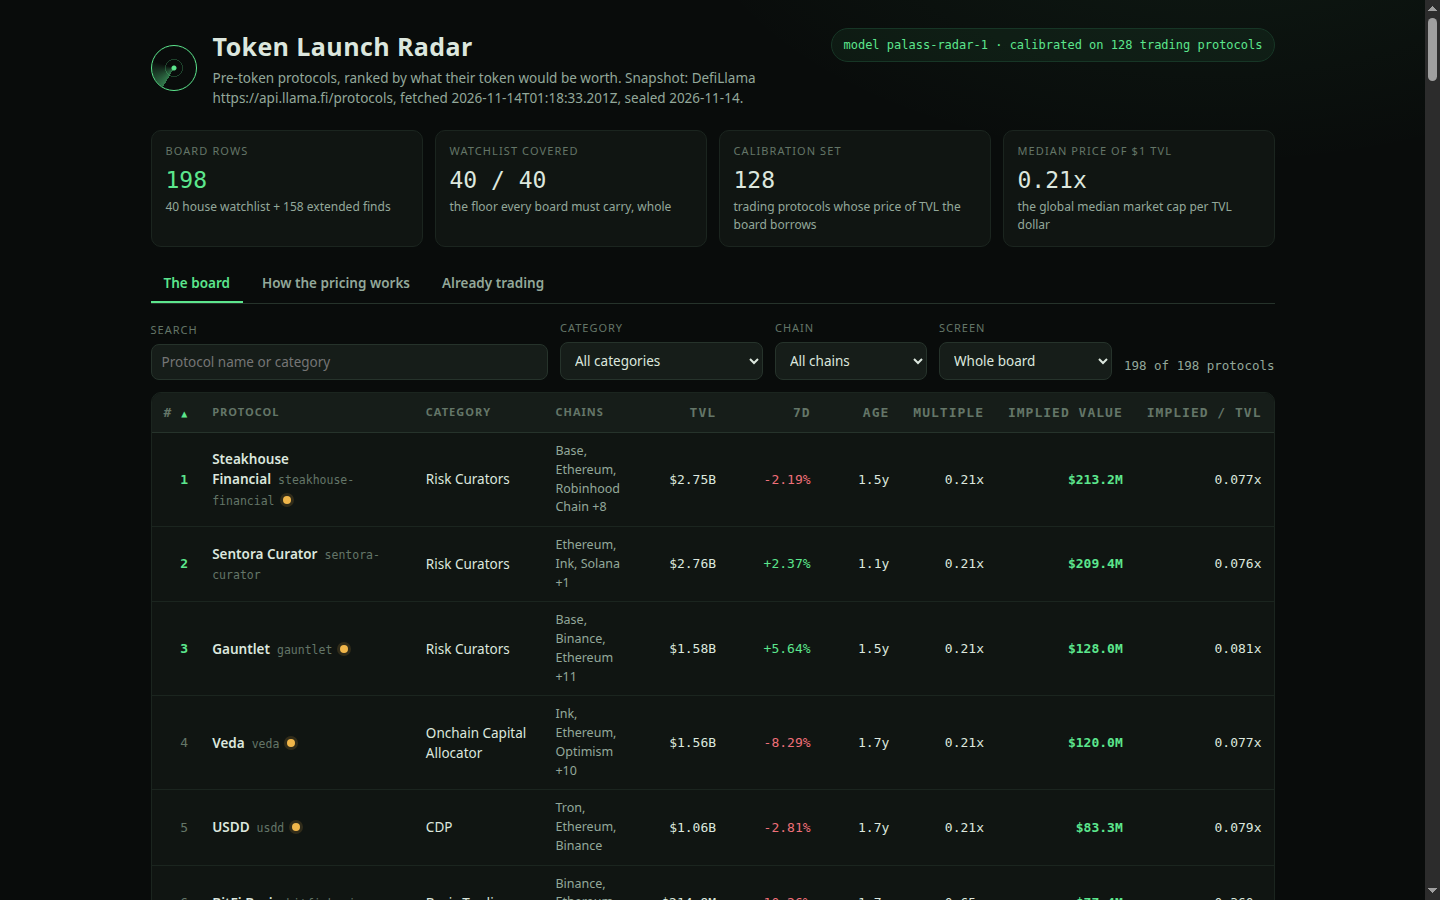 Token Launch Radar
Pre-token protocols, ranked by what their token would be worth. Snapshot: DefiLlama
https://api.llama.fi/protocols, fetched 2026-11-14T01:18:33.201Z, sealed 2026-11-14.
model palass-radar-1 · calibrated on 128 trading protocols
BOARD ROWS
198
40 house watchlist + 158 extended finds
WATCHLIST COVERED
40 / 40
the floor every board must carry, whole
CALIBRATION SET
128
trading protocols whose price of TVL the
board borrows
MEDIAN PRICE OF $1 TVL
0.21x
the global median market cap per TVL
dollar
The board How the pricing works Already trading
SEARCH CATEGORY CHAIN SCREEN
Protocol name or category All categories All chains Whole board 198 of 198 protocols
# ▲ PROTOCOL CATEGORY CHAINS TVL 7D AGE MULTIPLE IMPLIED VALUE IMPLIED / TVL
1 Steakhouse
Financial steakhouse-
financial
Risk Curators
Base,
Ethereum,
Robinhood
Chain +8
$2.75B -2.19% 1.5y 0.21x $213.2M 0.077x
2 Sentora Curator sentora-
curator
Risk Curators
Ethereum,
Ink, Solana
+1
$2.76B +2.37% 1.1y 0.21x $209.4M 0.076x
3 Gauntlet gauntlet
Risk Curators
Base,
Binance,
Ethereum
+11
$1.58B +5.64% 1.5y 0.21x $128.0M 0.081x
4 Veda veda
Onchain Capital
Allocator
Ink,
Ethereum,
Optimism
+10
$1.56B -8.29% 1.7y 0.21x $120.0M 0.077x
5 USDD usdd
CDP
Tron,
Ethereum,
Binance
$1.06B -2.81% 1.7y 0.21x $83.3M 0.079x
Binance,